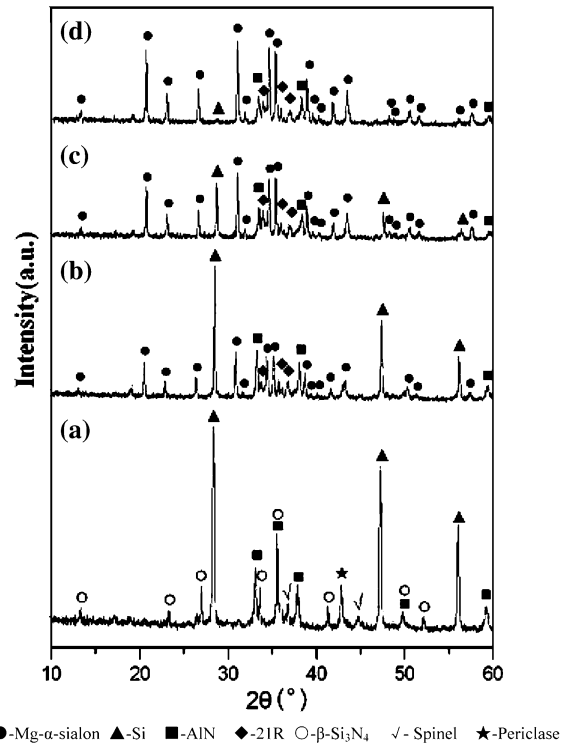 (d)
(c)
(b)
(a)
Intensity(a.u.)
10 20 30 40 50 60
2θ(°)
●-Mg-α-sialon ▲-Si ■-AlN ◆-21R ○-β-Si₃N₄ √- Spinel ★-Periclase